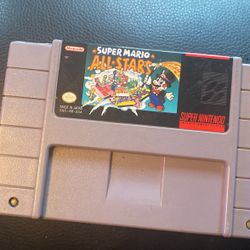 Nintendo
SUPER MARIO
ALL-STARS
MADE IN JAPAN
SUPER NINTENDO